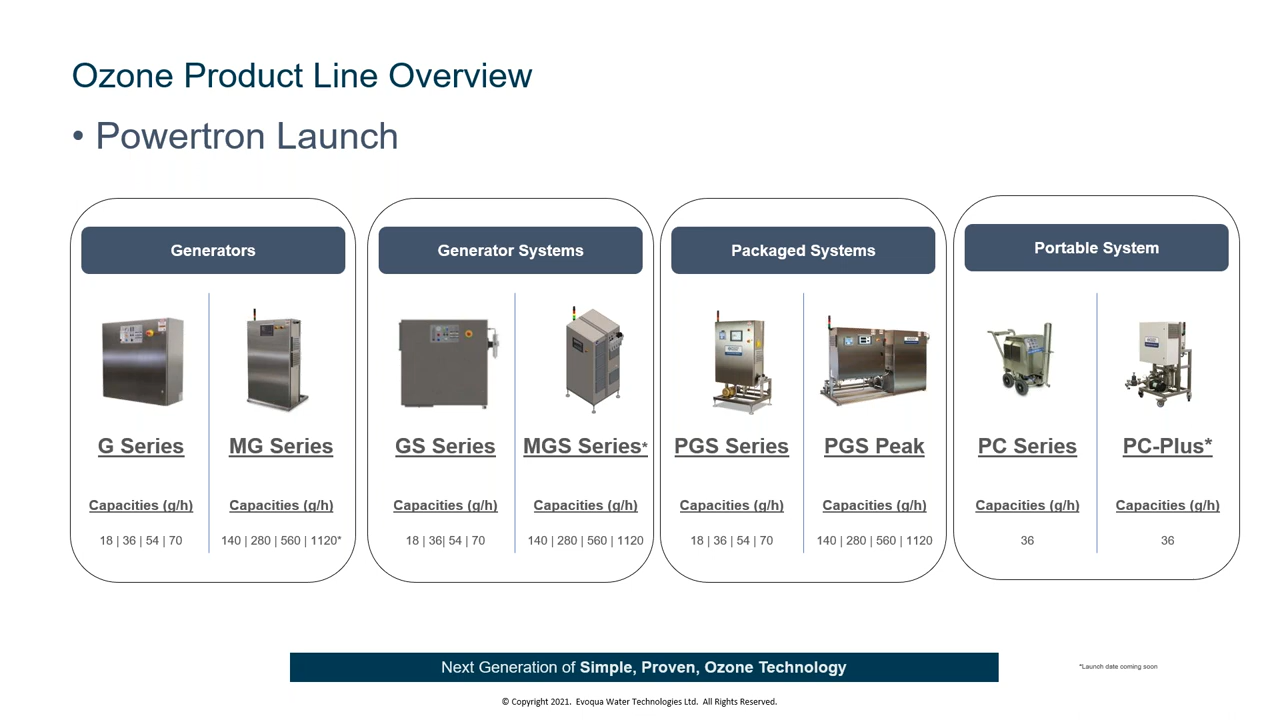 Ozone Product Line Overview
• Powertron Launch
Generators
G Series
Capacities (g/h)
18 | 36 | 54 | 70
MG Series
Capacities (g/h)
140 | 280 | 560 | 1120*
Generator Systems
GS Series
Capacities (g/h)
18 | 36| 54 | 70
MGS Series*
Capacities (g/h)
140 | 280 | 560 | 1120
Packaged Systems
PGS Series
Capacities (g/h)
18 | 36 | 54 | 70
PGS Peak
Capacities (g/h)
140 | 280 | 560 | 1120
Portable System
PC Series
Capacities (g/h)
36
PC-Plus*
Capacities (g/h)
36
Next Generation of Simple, Proven, Ozone Technology
*Launch date coming soon
© Copyright 2021. Evoqua Water Technologies Ltd. All Rights Reserved.